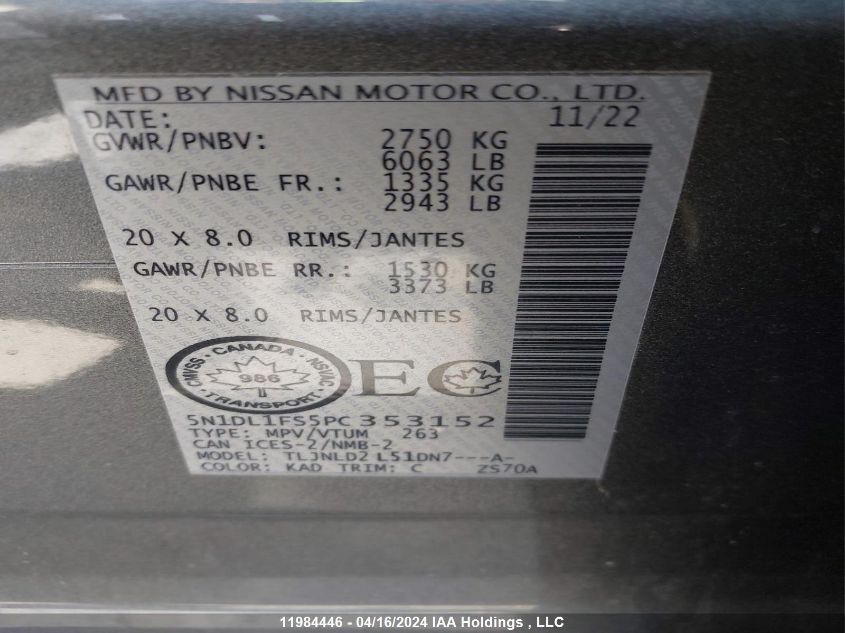 MFD BY NISSAN MOTOR CO., LTD.
DATE: 11/22
GVWR/PNBV: 2750 KG
6063 LB
GAWR/PNBE FR.: 1335 KG
2943 LB
20 X 8.0 RIMS/JANTES
GAWR/PNBE RR.: 1530 KG
3373 LB
20 X 8.0 RIMS/JANTES
CMVSS · CANADA · NSVAC
986
· TRANSPORT ·
EC
5N1DL1FS5PC353152
TYPE: MPV/VTUM 263
CAN ICES-2/NMB-2
MODEL: TLJNLD2 L51DN7---A-
COLOR: KAD TRIM: C ZS70A
11984446 - 04/16/2024 IAA Holdings , LLC